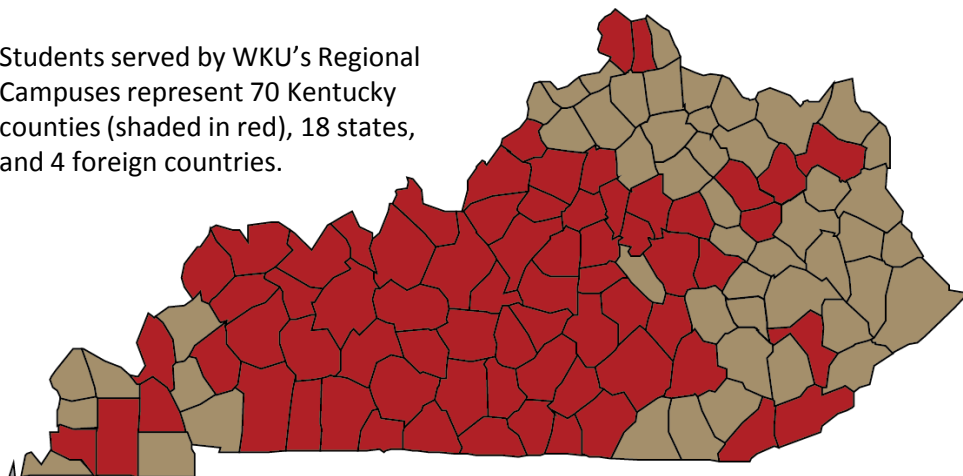 Students served by WKU’s Regional
Campuses represent 70 Kentucky
counties (shaded in red), 18 states,
and 4 foreign countries.